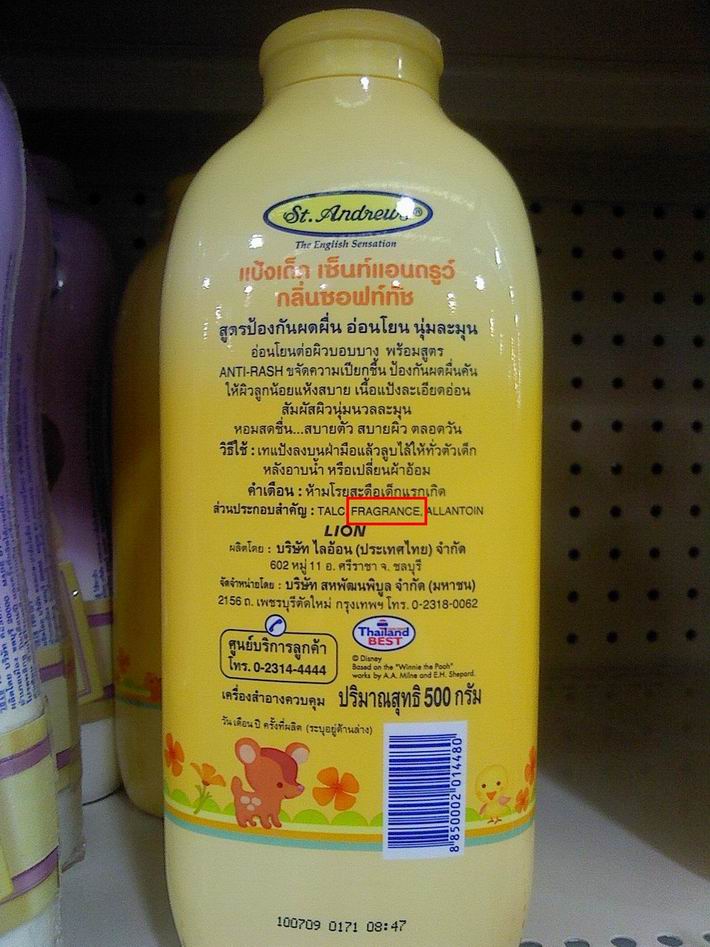 St. Andrews®
The English Sensation
แป้งเด็ก เซ็นท์แอนดรูว์
กลิ่นซอฟท์ทัช
สูตรป้องกันผดผื่น อ่อนโยน นุ่มละมุน
อ่อนโยนต่อผิวบอบบาง พร้อมสูตร
ANTI-RASH ขจัดความเปียกชื้น ป้องกันผดผื่นคัน
ให้ผิวลูกน้อยแห้งสบาย เนื้อแป้งละเอียดอ่อน
สัมผัสผิวนุ่มนวลละมุน
หอมสดชื่น...สบายตัว สบายผิว ตลอดวัน
วิธีใช้ : เทแป้งลงบนฝ่ามือแล้วลูบไล้ให้ทั่วตัวเด็ก
หลังอาบน้ำ หรือเปลี่ยนผ้าอ้อม
คำเตือน : ห้ามโรยสะดือเด็กแรกเกิด
ส่วนประกอบสำคัญ : TALC, FRAGRANCE, ALLANTOIN
LION
ผลิตโดย : บริษัท ไลอ้อน (ประเทศไทย) จำกัด
602 หมู่ 11 อ. ศรีราชา จ. ชลบุรี
จัดจำหน่ายโดย : บริษัท สหพัฒนพิบูล จำกัด (มหาชน)
2156 ถ. เพชรบุรีตัดใหม่ กรุงเทพฯ โทร. 0-2318-0062
ศูนย์บริการลูกค้า
โทร. 0-2314-4444
Thailand
BEST
© Disney
Based on the "Winnie the Pooh"
works by A.A. Milne and E.H. Shepard.
เครื่องสำอางควบคุม ปริมาณสุทธิ 500 กรัม
วัน เดือน ปี ครั้งที่ผลิต (ระบุอยู่ด้านล่าง)
8 850002 014480
100709 0171 08:47